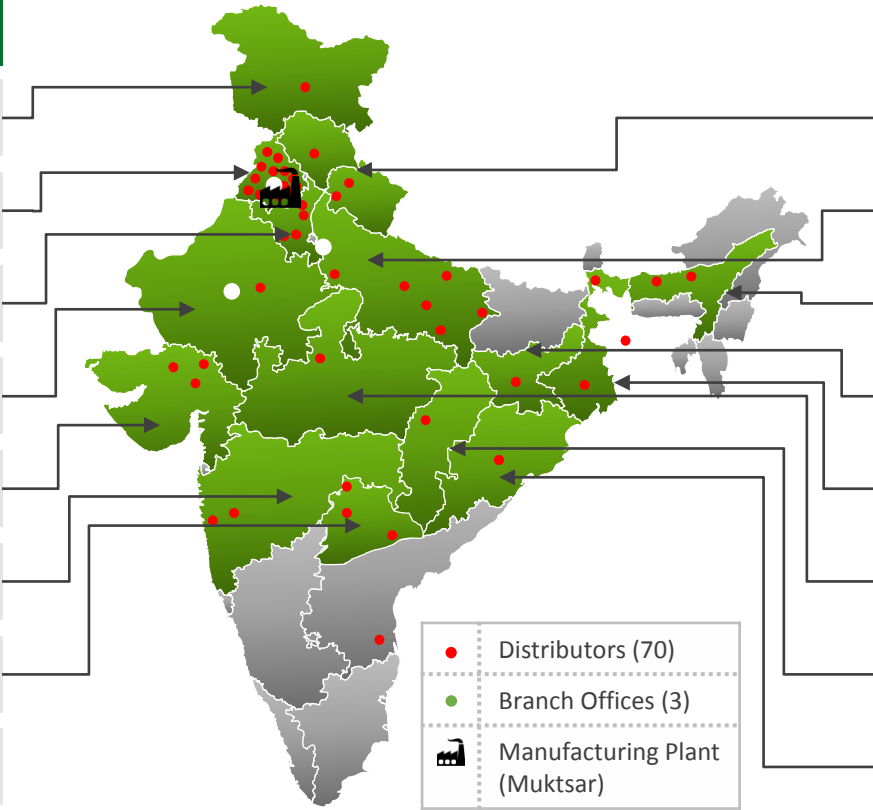 Distributors (70)
Branch Offices (3)
Manufacturing Plant
(Muktsar)